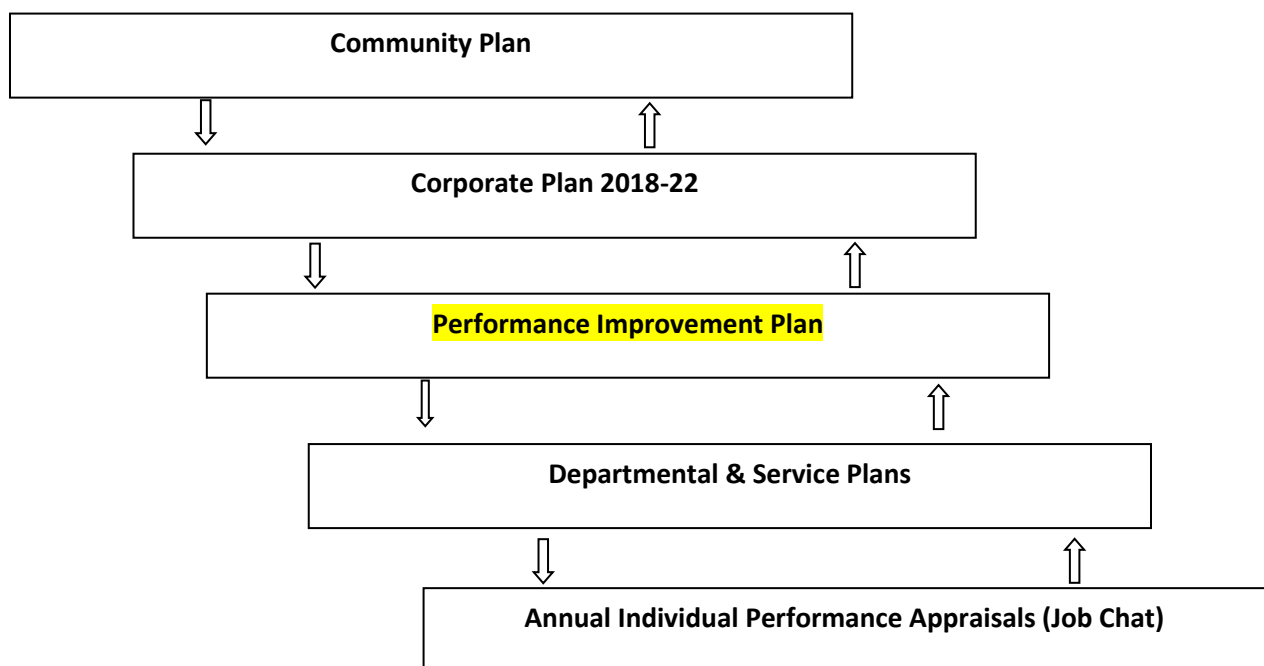 Community Plan
Corporate Plan 2018-22
Performance Improvement Plan
Departmental & Service Plans
Annual Individual Performance Appraisals (Job Chat)